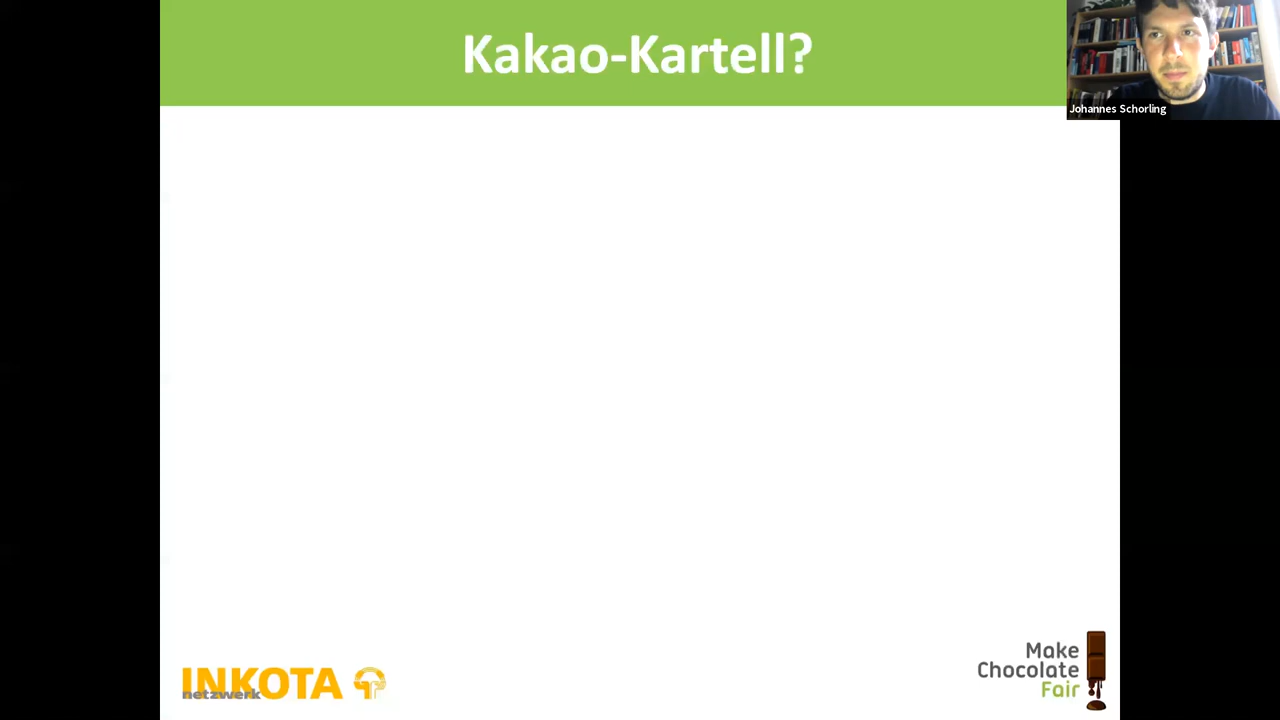 Kakao-Kartell?
Johannes Schorling
INKOTA
netzwerk
Make
Chocolate
Fair